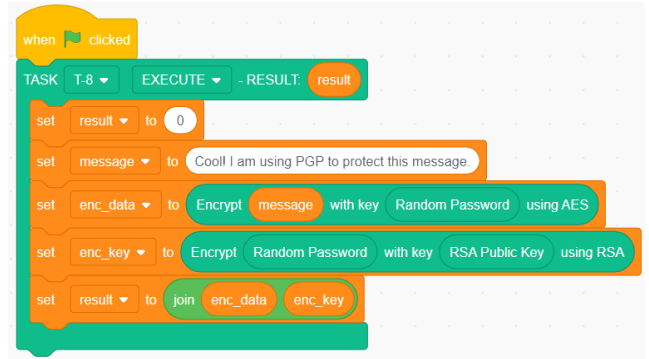 when clicked
TASK T-8 EXECUTE - RESULT: result
set result to 0
set message to Cool! I am using PGP to protect this message.
set enc_data to Encrypt message with key Random Password using AES
set enc_key to Encrypt Random Password with key RSA Public Key using RSA
set result to join enc_data enc_key